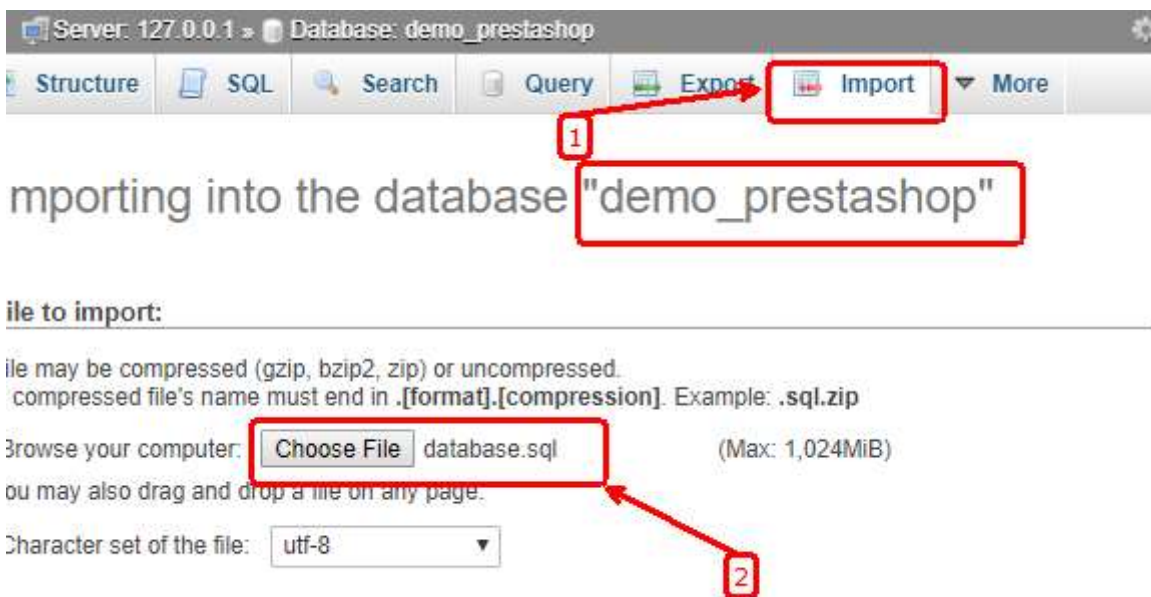 Server: 127.0.0.1 » Database: demo_prestashop
Structure SQL Search Query Export Import More
1
mporting into the database "demo_prestashop"
ile to import:
ile may be compressed (gzip, bzip2, zip) or uncompressed.
compressed file's name must end in .[format].[compression]. Example: .sql.zip
Browse your computer: Choose File database.sql (Max: 1,024MiB)
ou may also drag and drop a file on any page.
Character set of the file: utf-8
2